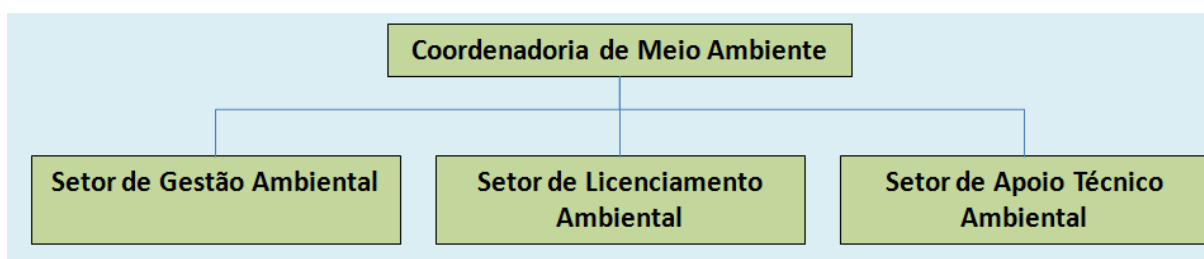 Coordenadoria de Meio Ambiente
Setor de Gestão Ambiental
Setor de Licenciamento
Ambiental
Setor de Apoio Técnico
Ambiental